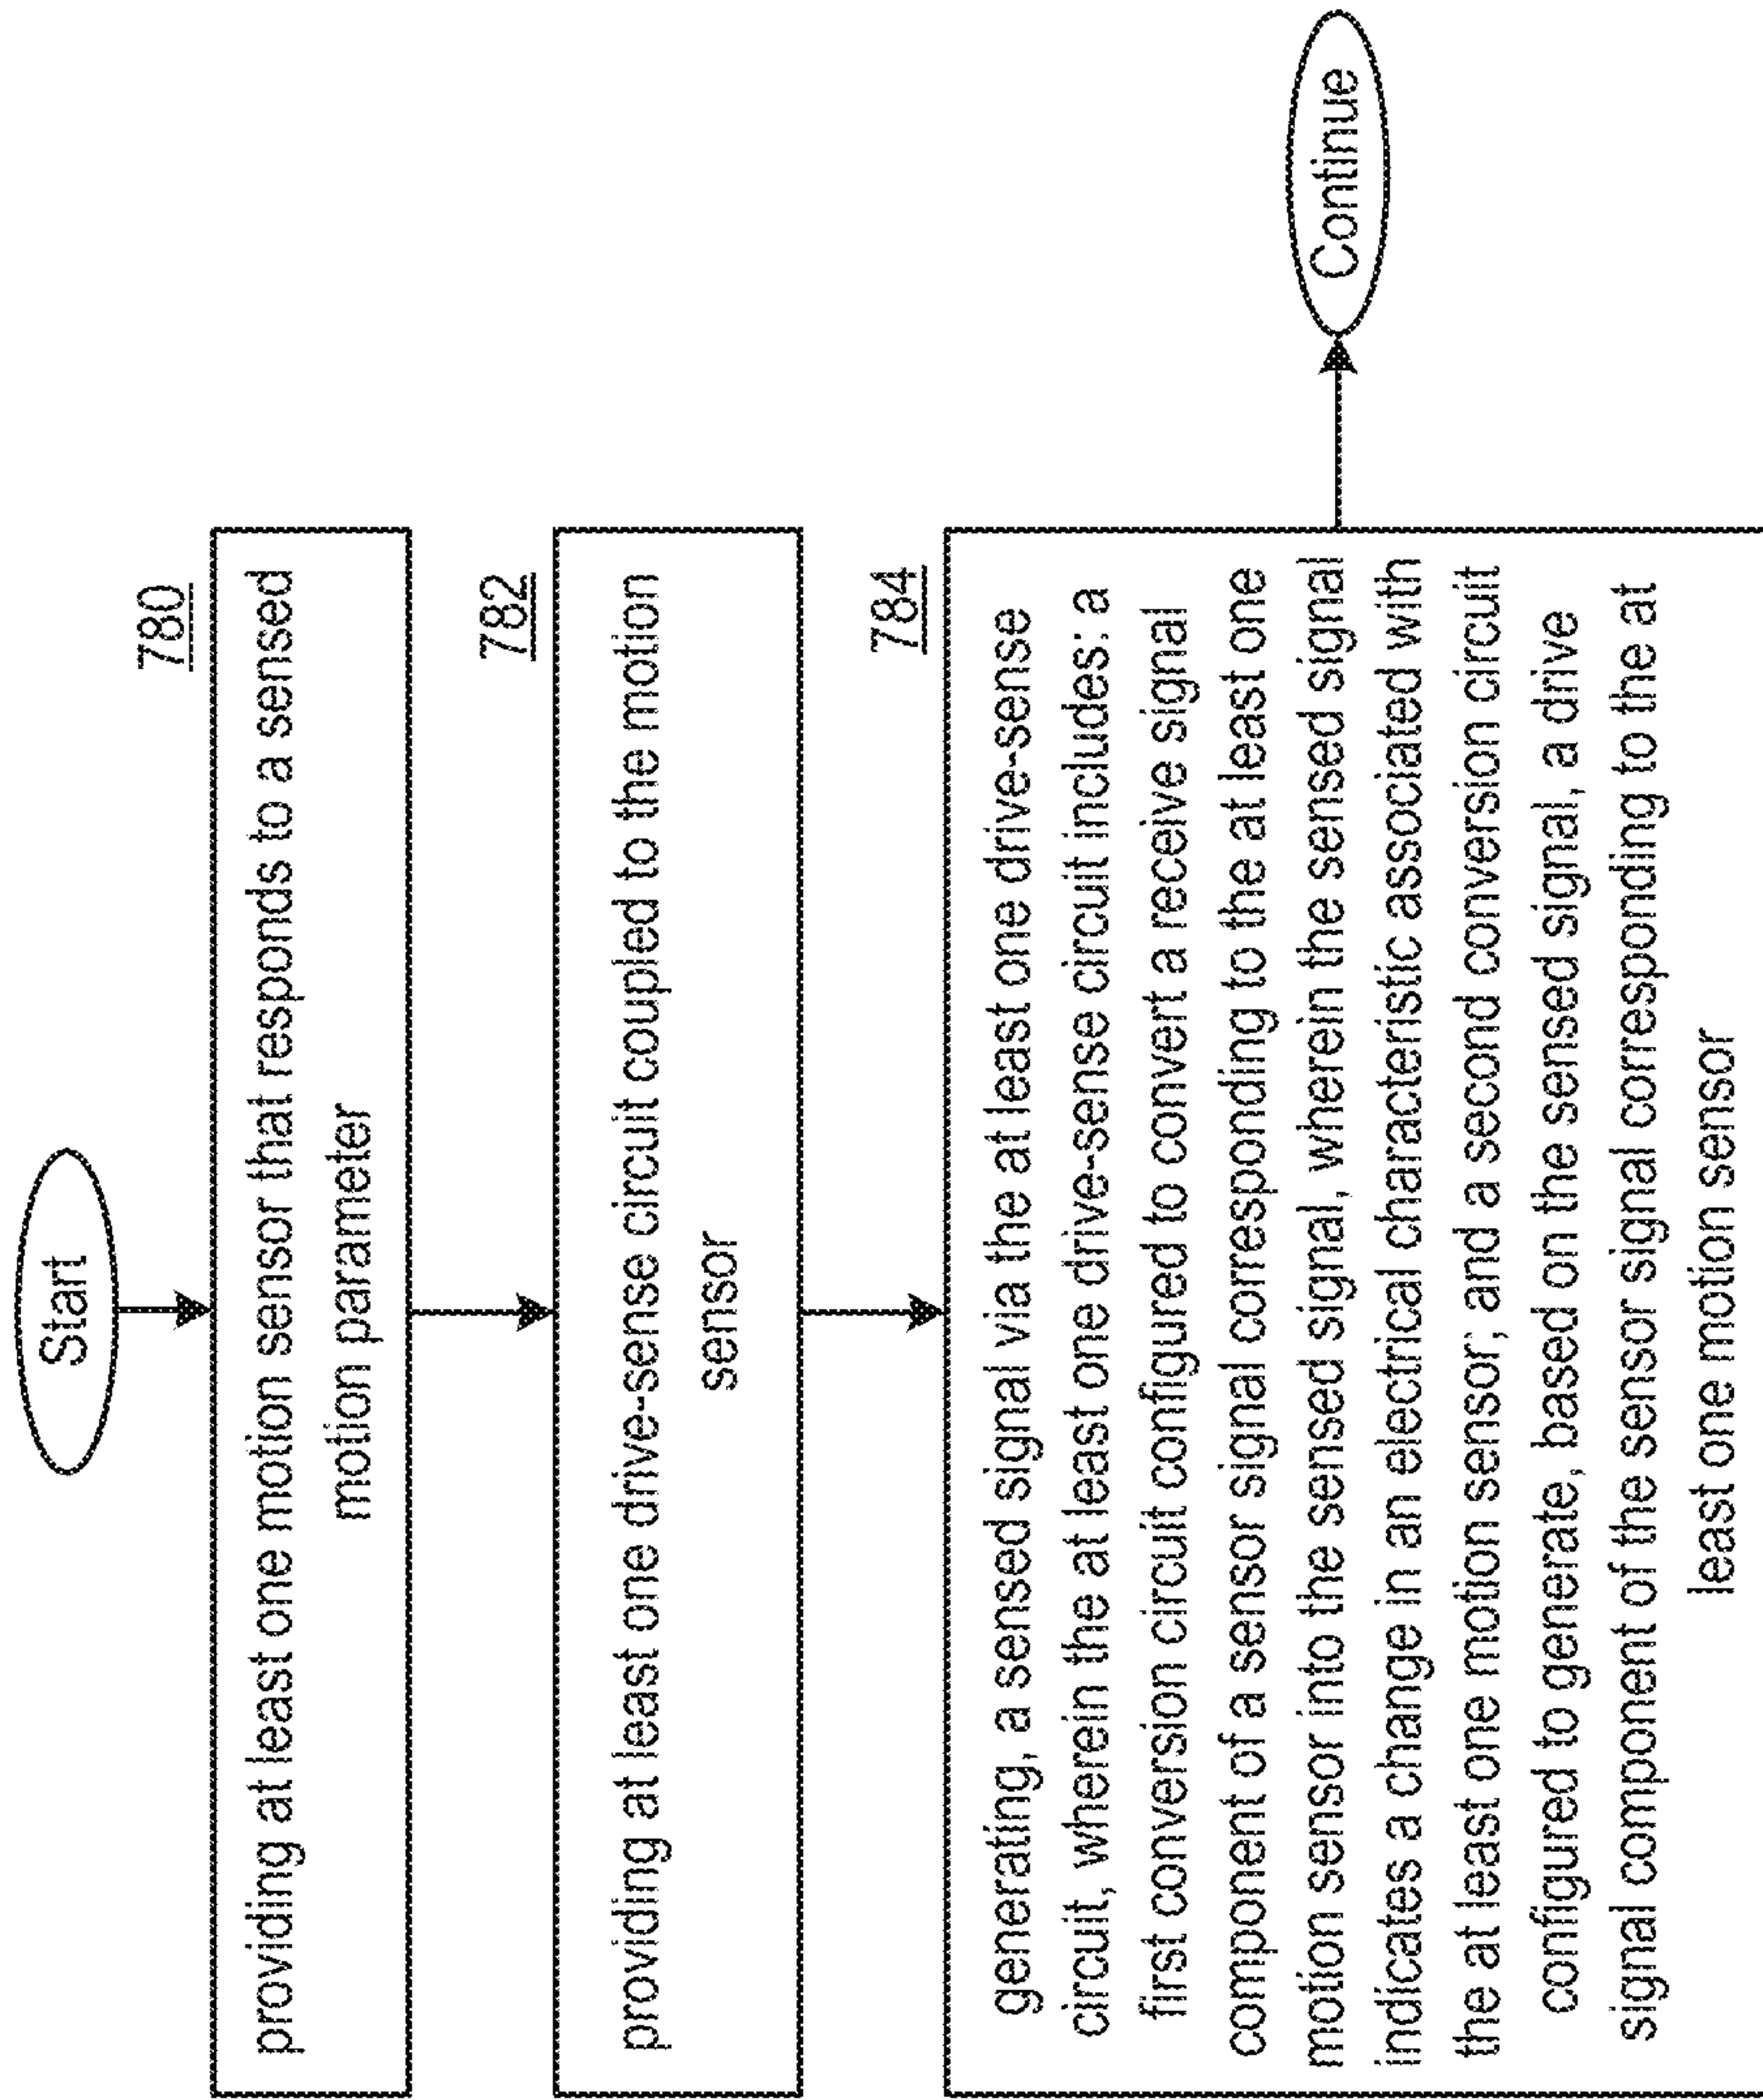 Start
780
providing at least one motion sensor that responds to a sensed
motion parameter
782
providing at least one drive-sense circuit coupled to the motion
sensor
784
generating, a sensed signal via the at least one drive-sense
circuit, wherein the at least one drive-sense circuit includes: a
first conversion circuit configured to convert a receive signal
component of a sensor signal corresponding to the at least one
motion sensor into the sensed signal, wherein the sensed signal
indicates a change in an electrical characteristic associated with
the at least one motion sensor; and a second conversion circuit
configured to generate, based on the sensed signal, a drive
signal component of the sensor signal corresponding to the at
least one motion sensor
Continue